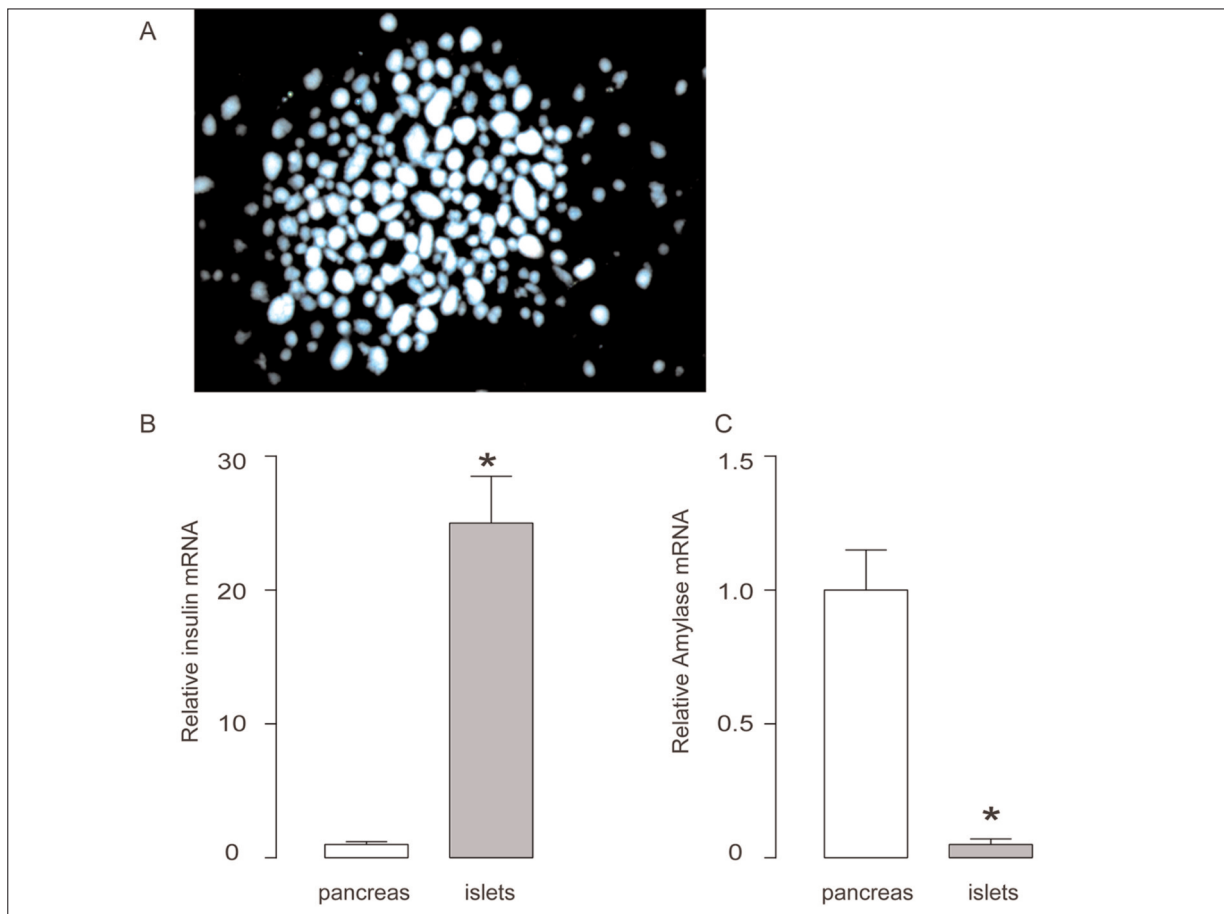 A
B
C
Relative insulin mRNA
30
20
10
0
*
pancreas
islets
Relative Amylase mRNA
1.5
1.0
0.5
0
*
pancreas
islets